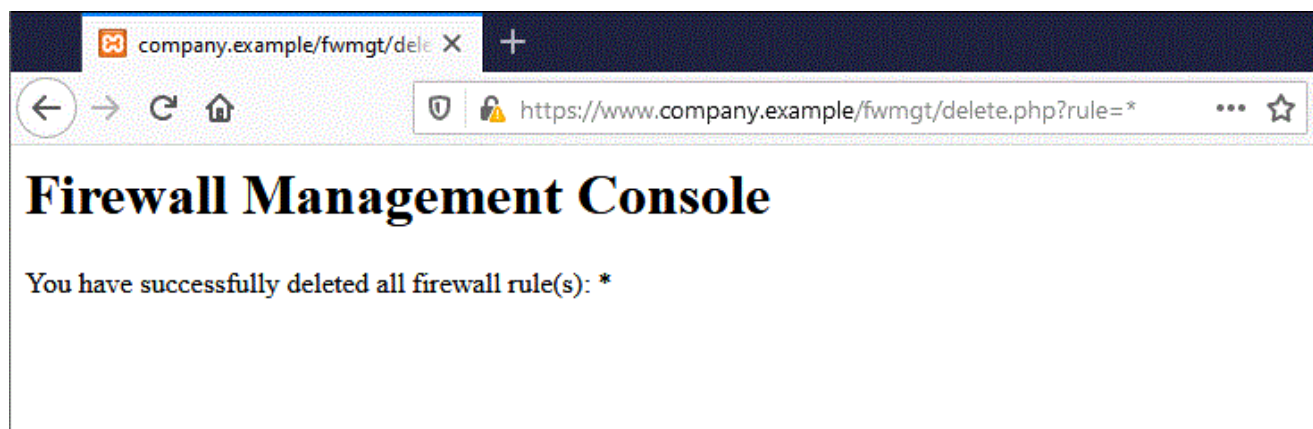 company.example/fwmgt/dele
https://www.company.example/fwmgt/delete.php?rule=*
Firewall Management Console
You have successfully deleted all firewall rule(s): *